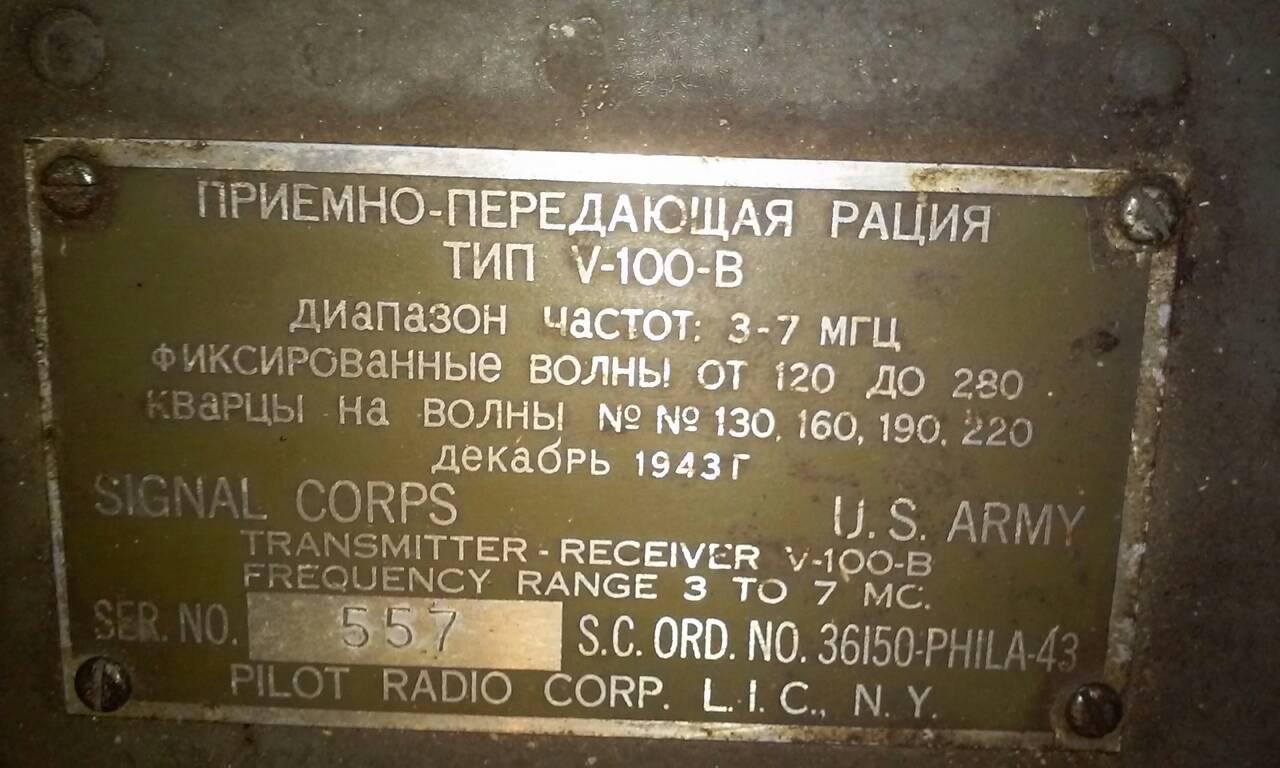 ПРИЕМНО-ПЕРЕДАЮЩАЯ РАЦИЯ
ТИП V-100-B
ДИАПАЗОН ЧАСТОТ: 3-7 МГЦ
ФИКСИРОВАННЫЕ ВОЛНЫ ОТ 120 ДО 280.
КВАРЦЫ НА ВОЛНЫ №№ 130, 160, 190, 220
ДЕКАБРЬ 1943 Г
SIGNAL CORPS U.S. ARMY
TRANSMITTER-RECEIVER V-100-B
FREQUENCY RANGE 3 TO 7 MC.
SER. NO. 557 S.C. ORD. NO. 36150-PHILA-43
PILOT RADIO CORP. L.I.C., N.Y.